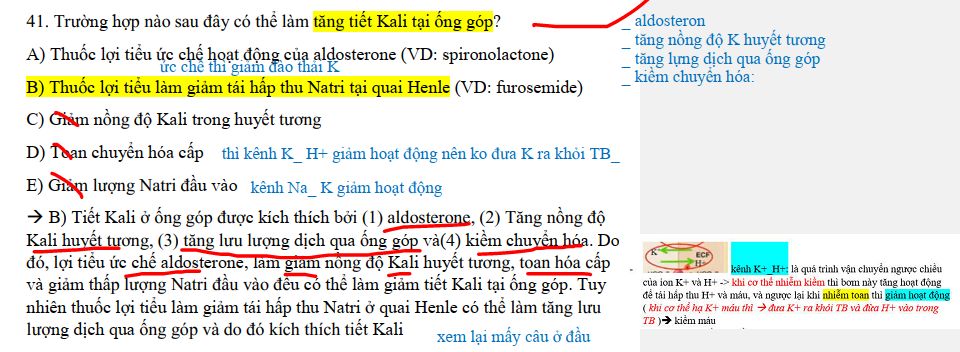 41. Trường hợp nào sau đây có thể làm tăng tiết Kali tại ống góp?
_ aldosteron
_ tăng nồng độ K huyết tương
_ tăng lựng dịch qua ống góp
_ kiềm chuyển hóa:
A) Thuốc lợi tiểu ức chế hoạt động của aldosterone (VD: spironolactone)
ức chế thì giảm đào thải K
B) Thuốc lợi tiểu làm giảm tái hấp thu Natri tại quai Henle (VD: furosemide)
C) Giảm nồng độ Kali trong huyết tương
D) Toan chuyển hóa cấp thì kênh K_ H+ giảm hoạt động nên ko đưa K ra khỏi TB_
E) Giảm lượng Natri đầu vào kênh Na_ K giảm hoạt động
→ B) Tiết Kali ở ống góp được kích thích bởi (1) aldosterone, (2) Tăng nồng độ
Kali huyết tương, (3) tăng lưu lượng dịch qua ống góp và(4) kiềm chuyển hóa. Do
đó, lợi tiểu ức chế aldosterone, làm giảm nồng độ Kali huyết tương, toan hóa cấp
và giảm thấp lượng Natri đầu vào đều có thể làm giảm tiết Kali tại ống góp. Tuy
nhiên thuốc lợi tiểu làm giảm tái hấp thu Natri ở quai Henle có thể làm tăng lưu
lượng dịch qua ống góp và do đó kích thích tiết Kali
xem lại mấy câu ở đầu
K+ ECF
H+
kênh K+_H+: là quá trình vận chuyển ngược chiều
của ion K+ và H+ -> khi cơ thể nhiễm kiềm thì bơm này tăng hoạt động
để tái hấp thu H+ và máu, và ngược lại khi nhiễm toan thì giảm hoạt động
( khi cơ thể hạ K+ máu thì → đưa K+ ra khỏi TB và đừa H+ vào trong
TB )→ kiềm máu